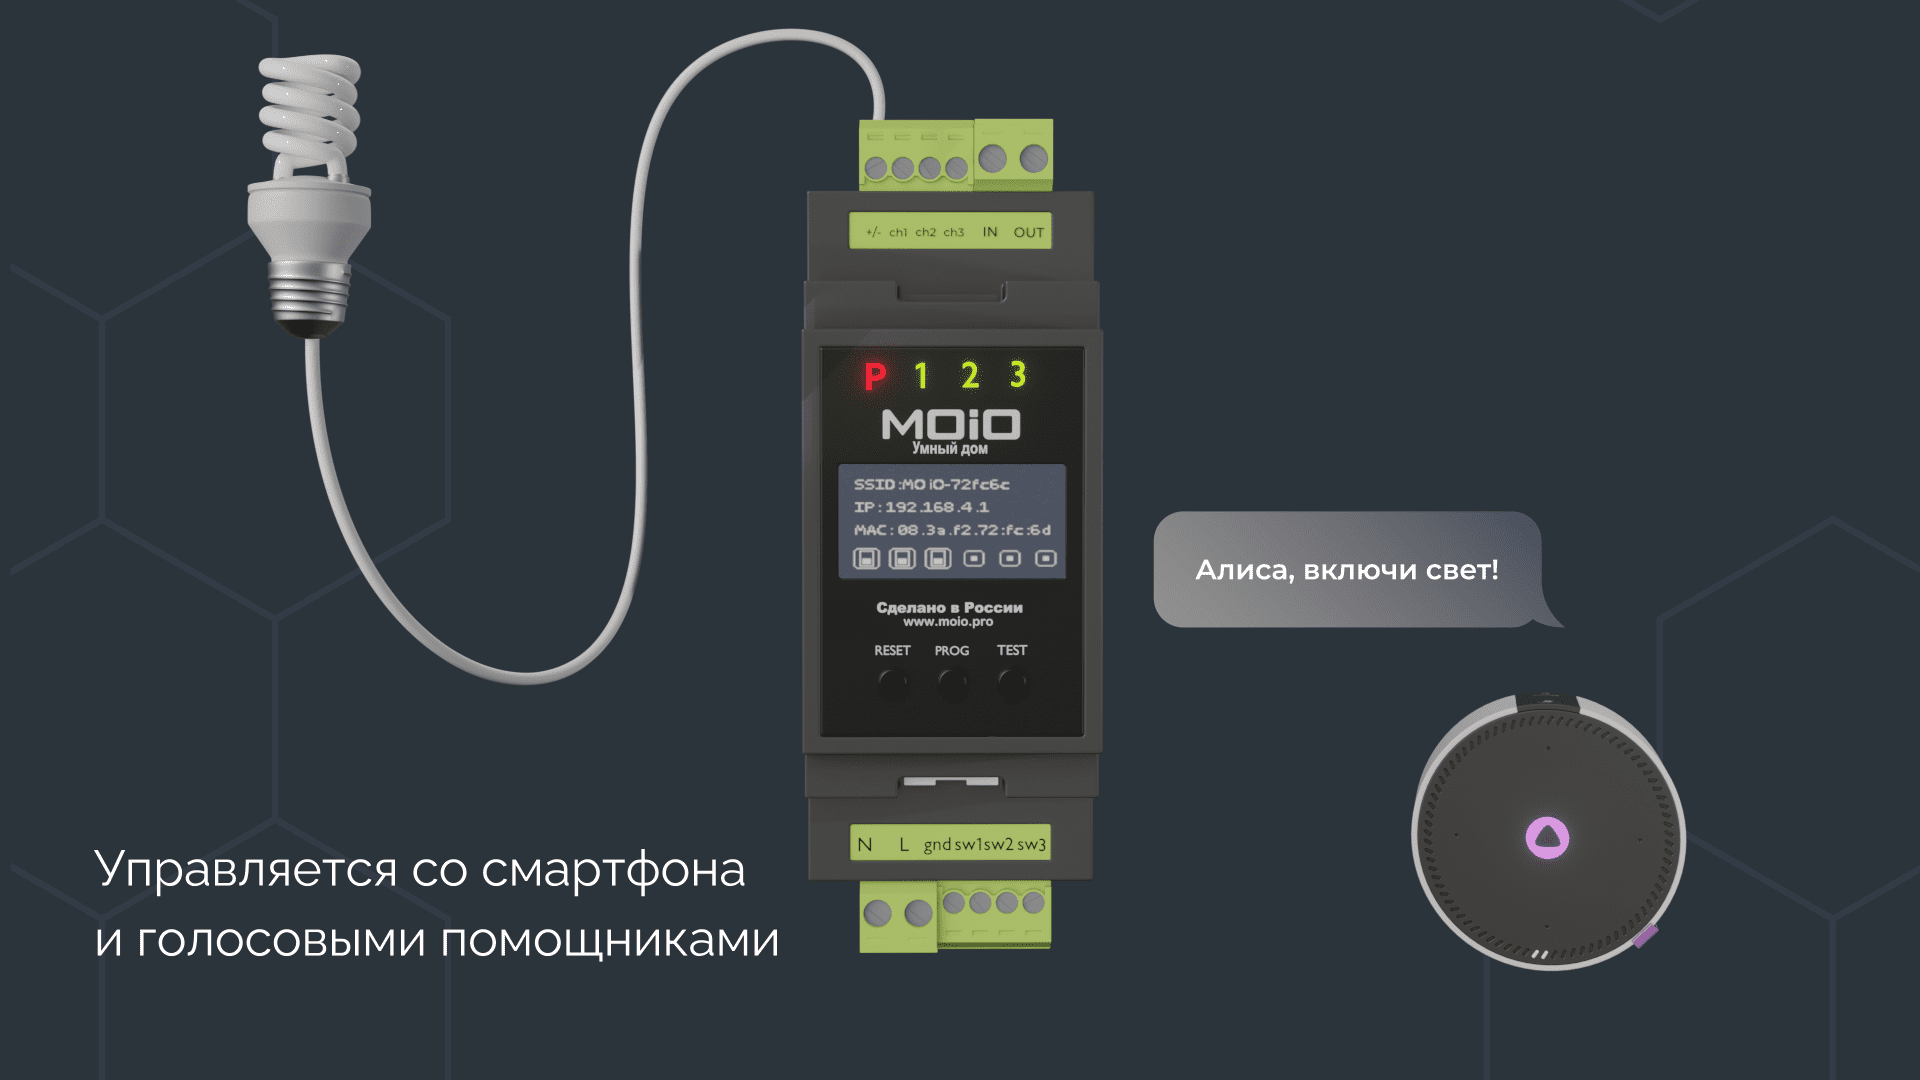 +/- ch1 ch2 ch3 IN OUT
P 1 2 3
MOiO
Умный дом
SSID:MOiO-72fc6c
IP:192.168.4.1
MAC:08.3a.f2.72:fc:6d
Сделано в России
www.moio.pro
RESET PROG TEST
N L gnd sw1 sw2 sw3
Алиса, включи свет!
Управляется со смартфона
и голосовыми помощниками